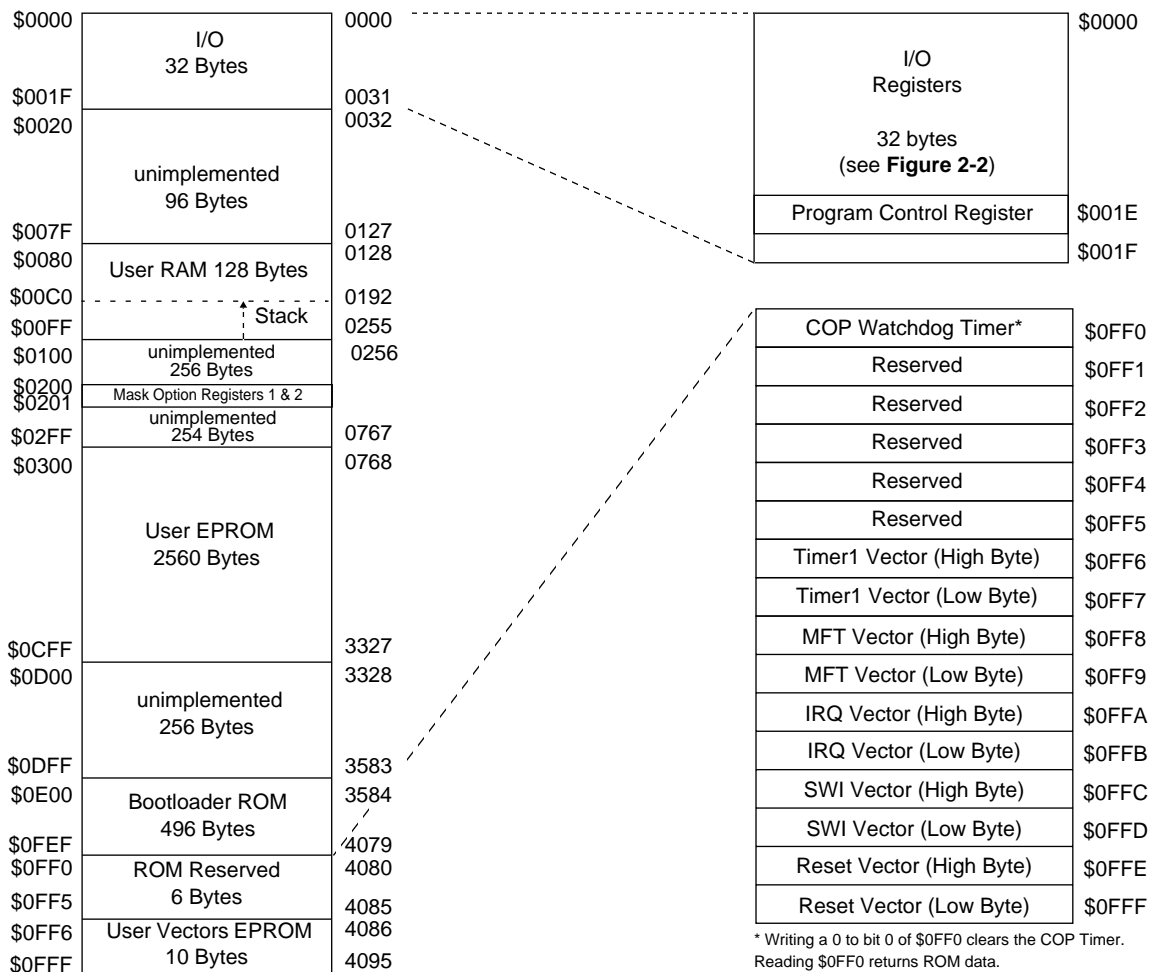 $0000
I/O
32 Bytes
0000
$001F
0031
$0020
0032
unimplemented
96 Bytes
$007F
0127
$0080
0128
User RAM 128 Bytes
$00C0
0192
Stack
$00FF
0255
$0100
unimplemented
256 Bytes
0256
$0200
$0201
Mask Option Registers 1 & 2
unimplemented
254 Bytes
$02FF
0767
$0300
0768
User EPROM
2560 Bytes
$0CFF
3327
$0D00
3328
unimplemented
256 Bytes
$0DFF
3583
$0E00
3584
Bootloader ROM
496 Bytes
$0FEF
4079
$0FF0
4080
ROM Reserved
6 Bytes
$0FF5
4085
$0FF6
4086
User Vectors EPROM
10 Bytes
$0FFF
4095
$0000
I/O
Registers
32 bytes
(see Figure 2-2)
Program Control Register
$001E
$001F
COP Watchdog Timer*
$0FF0
Reserved
$0FF1
Reserved
$0FF2
Reserved
$0FF3
Reserved
$0FF4
Reserved
$0FF5
Timer1 Vector (High Byte)
$0FF6
Timer1 Vector (Low Byte)
$0FF7
MFT Vector (High Byte)
$0FF8
MFT Vector (Low Byte)
$0FF9
IRQ Vector (High Byte)
$0FFA
IRQ Vector (Low Byte)
$0FFB
SWI Vector (High Byte)
$0FFC
SWI Vector (Low Byte)
$0FFD
Reset Vector (High Byte)
$0FFE
Reset Vector (Low Byte)
$0FFF
* Writing a 0 to bit 0 of $0FF0 clears the COP Timer.
Reading $0FF0 returns ROM data.